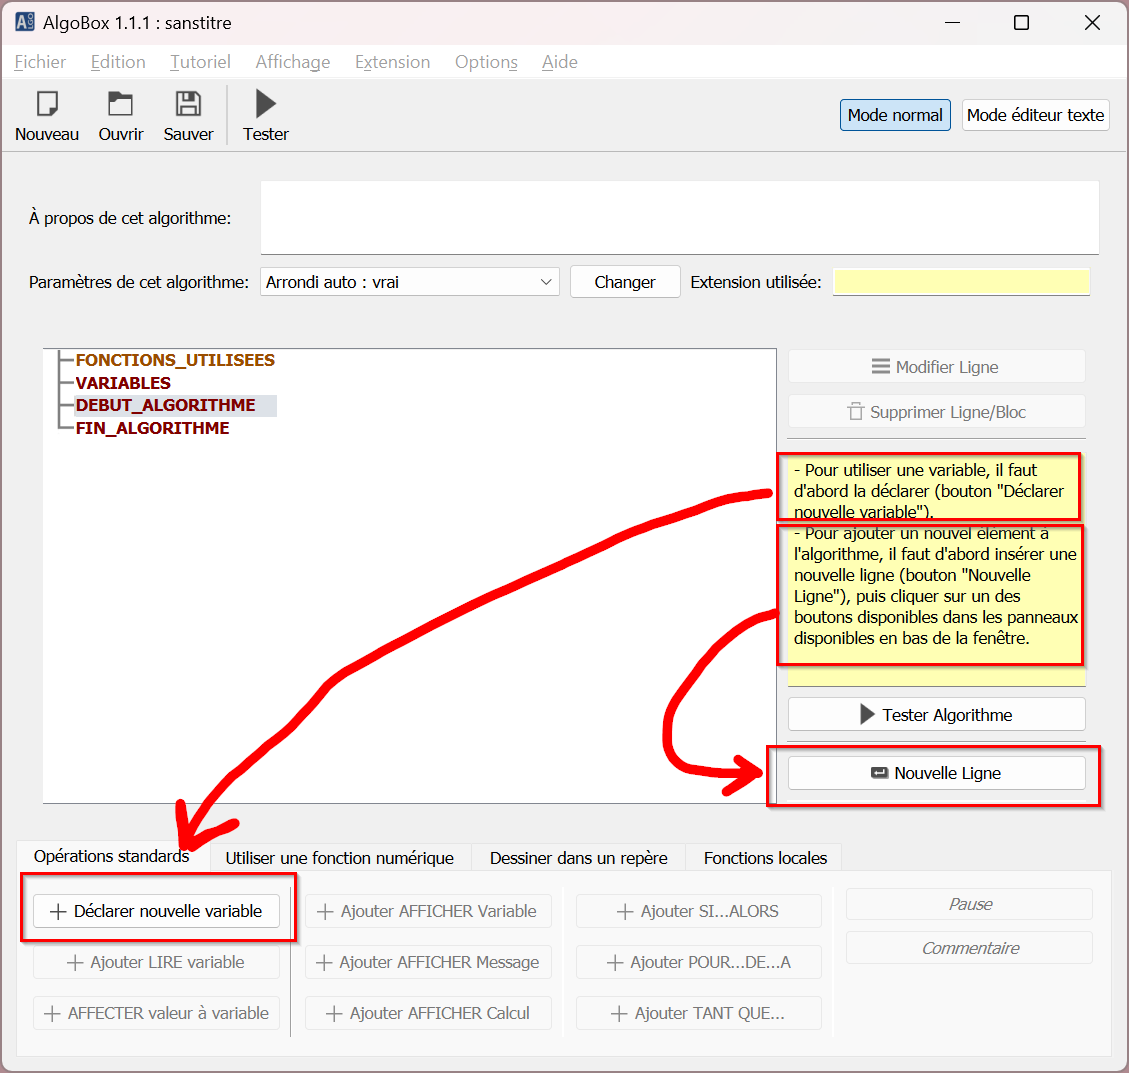 AlgoBox 1.1.1 : sanstitre
Fichier Edition Tutoriel Affichage Extension Options Aide
Nouveau Ouvrir Sauver Tester
Mode normal Mode éditeur texte
À propos de cet algorithme:
Paramètres de cet algorithme: Arrondi auto : vrai Changer Extension utilisée:
FONCTIONS_UTILISEES
VARIABLES
DEBUT_ALGORITHME
FIN_ALGORITHME
Modifier Ligne
Supprimer Ligne/Bloc
- Pour utiliser une variable, il faut
d'abord la déclarer (bouton "Déclarer
nouvelle variable").
- Pour ajouter un nouvel élément à
l'algorithme, il faut d'abord insérer une
nouvelle ligne (bouton "Nouvelle
Ligne"), puis cliquer sur un des
boutons disponibles dans les panneaux
disponibles en bas de la fenêtre.
Tester Algorithme
Nouvelle Ligne
Opérations standards Utiliser une fonction numérique Dessiner dans un repère Fonctions locales
Déclarer nouvelle variable Ajouter AFFICHER Variable Ajouter SI...ALORS Pause
Ajouter LIRE variable Ajouter AFFICHER Message Ajouter POUR...DE...A Commentaire
AFFECTER valeur à variable Ajouter AFFICHER Calcul Ajouter TANT QUE...